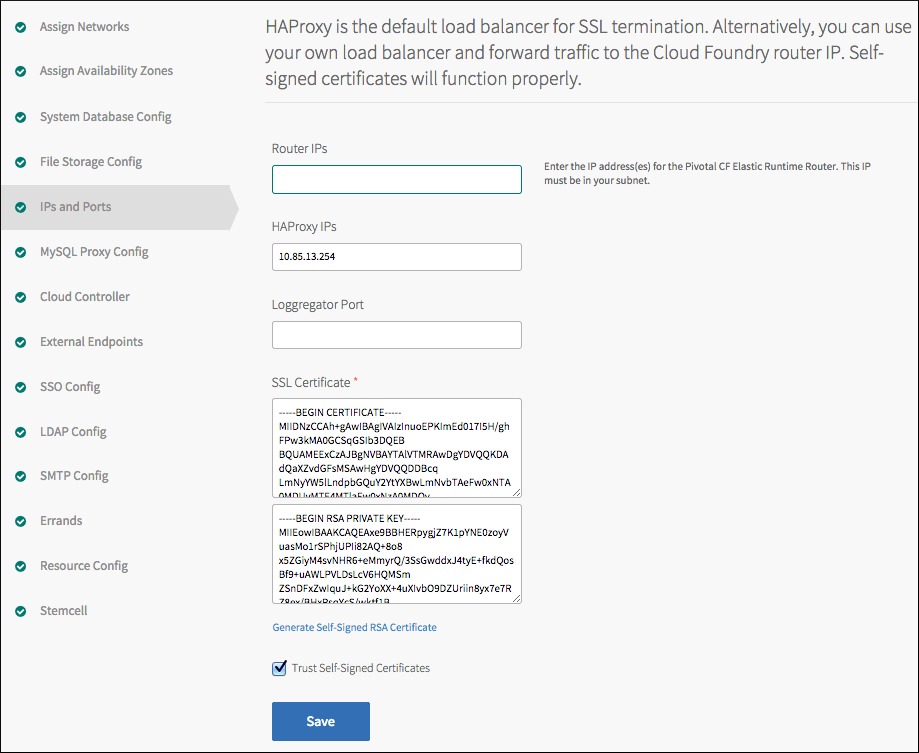 Assign Networks
Assign Availability Zones
System Database Config
File Storage Config
IPs and Ports
MySQL Proxy Config
Cloud Controller
External Endpoints
SSO Config
LDAP Config
SMTP Config
Errands
Resource Config
Stemcell
HAProxy is the default load balancer for SSL termination. Alternatively, you can use
your own load balancer and forward traffic to the Cloud Foundry router IP. Self-
signed certificates will function properly.
Router IPs
Enter the IP address(es) for the Pivotal CF Elastic Runtime Router. This IP
must be in your subnet.
HAProxy IPs
10.85.13.254
Loggregator Port
SSL Certificate *
-----BEGIN CERTIFICATE-----
MIIDNzCCAh+gAwIBAgIVAIzInuoEPKImEd017I5H/gh
FPw3kMA0GCSqGSIb3DQEB
BQUAMEExCzAJBgNVBAYTAlVTMRAwDgYDVQQKDA
dQaXZvdGFsMSAwHgYDVQQDDBcq
LmNyYW5lLndpbGQuY2YtYXBwLmNvbTAeFw0xNTA
-----BEGIN RSA PRIVATE KEY-----
MIIEowIBAAKCAQEAxe9BBHERpygjZ7K1pYNE0zoyV
uasMo1rSPhjUPIi82AQ+8o8
x5ZGiyM4svNHR6+eMmyrQ/3SsGwddxJ4tyE+fkdQos
Bf9+uAWLPVLDsLcV6HQMSm
ZSnDFxZwIquJ+kG2YoXX+4uXIvbO9DZUriin8yx7e7R
Generate Self-Signed RSA Certificate
Trust Self-Signed Certificates
Save